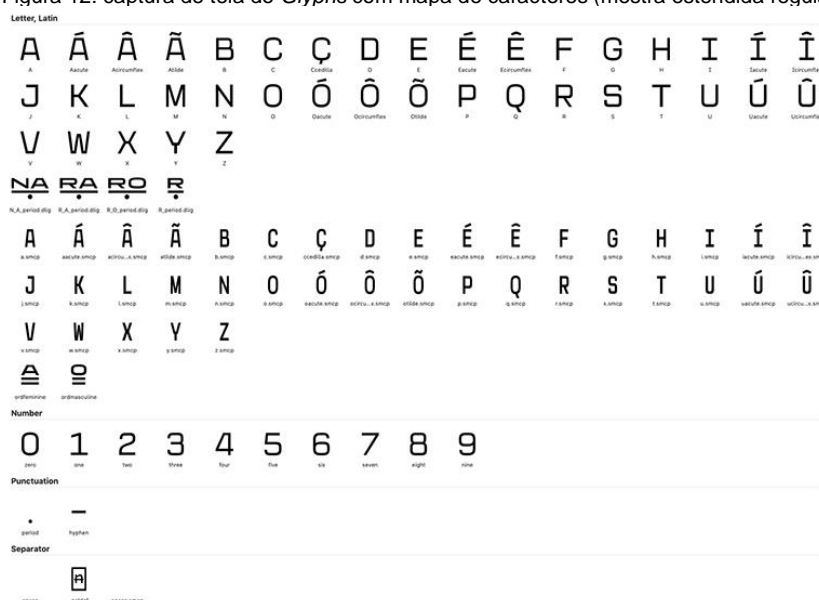 Figura 12: captura de tela do Glyphs com mapa de caracteres (mostra estendida regul
Letter, Latin
A Á Â Ã B C Ç D E É Ê F G H I Í Î
A Aacute Acircumflex Atilde B C Ccedilla D E Eacute Ecircumflex F G H I Iacute Icircumfle
J K L M N O Ó Ô Õ P Q R S T U Ú Û
J K L M N O Oacute Ocircumflex Otilde P Q R S T U Uacute Ucircumfle
V W X Y Z
V W X Y Z
NA RA RO R
N_A_period.dlig R_A_period.dlig R_O_period.dlig R_period.dlig
A Á Â Ã B C Ç D E É Ê F G H I Í Î
a.smcp aacute.smcp acircu...x.smcp atilde.smcp b.smcp c.smcp ccedilla.smcp d.smcp e.smcp eacute.smcp ecircu...x.smcp f.smcp g.smcp h.smcp i.smcp iacute.smcp
J K L M N O Ó Ô Õ P Q R S T U Ú Û
j.smcp k.smcp l.smcp m.smcp n.smcp o.smcp oacute.smcp ocircu...x.smcp otilde.smcp p.smcp q.smcp r.smcp s.smcp t.smcp u.smcp uacute.smcp
V W X Y Z
v.smcp w.smcp x.smcp y.smcp z.smcp
A O
ordfeminine ordmasculine
Number
0 1 2 3 4 5 6 7 8 9
zero one two three four five six seven eight nine
Punctuation
. -
period hyphen
Separator